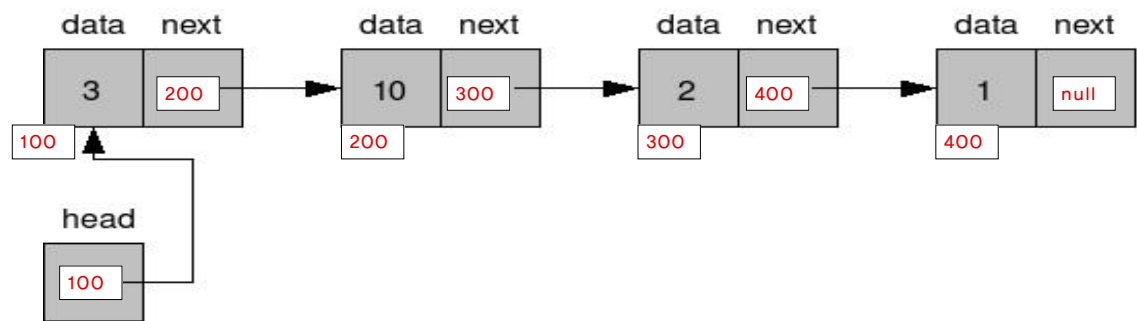 data next data next data next data next
3 200 10 300 2 400 1 null
100 200 300 400
head
100